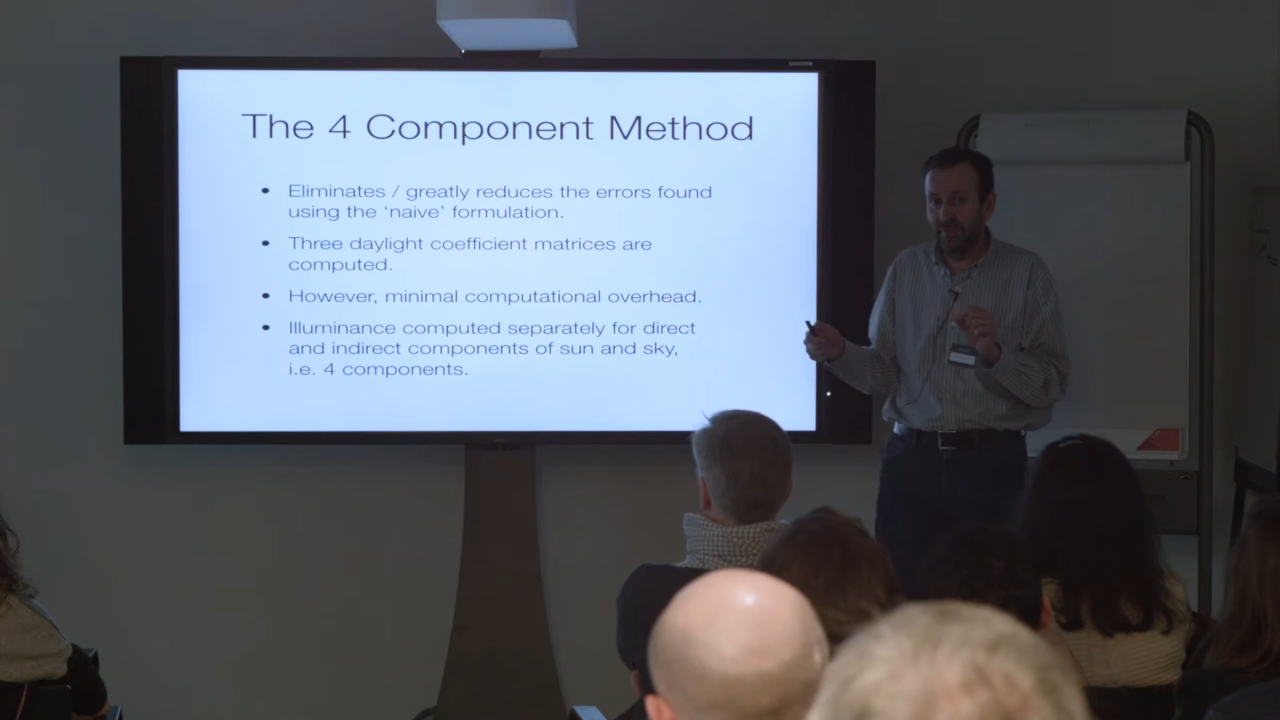 The 4 Component Method
• Eliminates / greatly reduces the errors found
using the ‘naive’ formulation.
• Three daylight coefficient matrices are
computed.
• However, minimal computational overhead.
• Illuminance computed separately for direct
and indirect components of sun and sky,
i.e. 4 components.